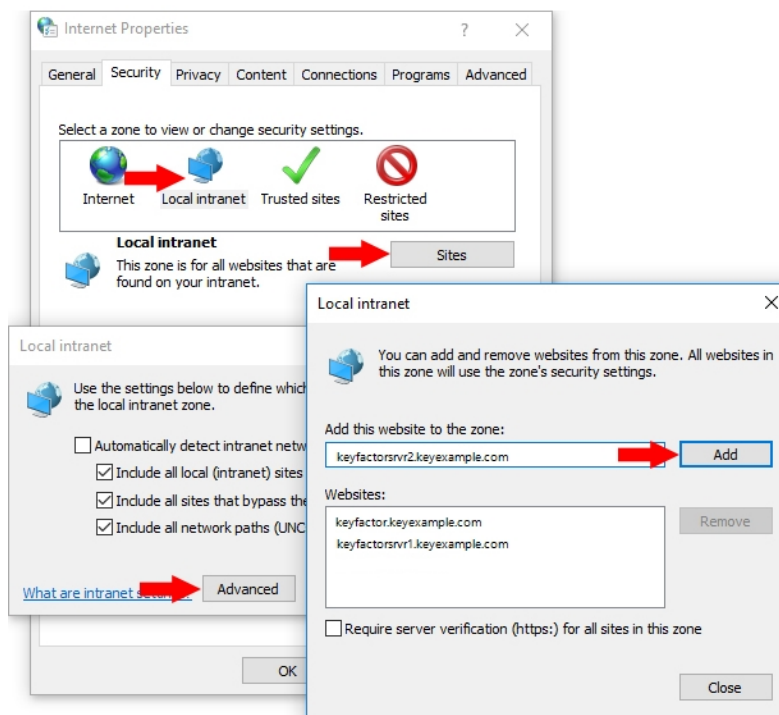 Internet Properties
General Security Privacy Content Connections Programs Advanced
Select a zone to view or change security settings.
Internet
Local intranet
Trusted sites
Restricted
sites
Local intranet
This zone is for all websites that are
found on your intranet.
Sites
Local intranet
Use the settings below to define which
the local intranet zone.
Automatically detect intranet netw
Include all local (intranet) sites
Include all sites that bypass the
Include all network paths (UNC
What are intranet
Advanced
OK
Local intranet
You can add and remove websites from this zone. All websites in
this zone will use the zone's security settings.
Add this website to the zone:
keyfactorsrvr2.keyexample.com
Add
Websites:
keyfactor.keyexample.com
keyfactorsrvr1.keyexample.com
Remove
Require server verification (https:) for all sites in this zone
Close